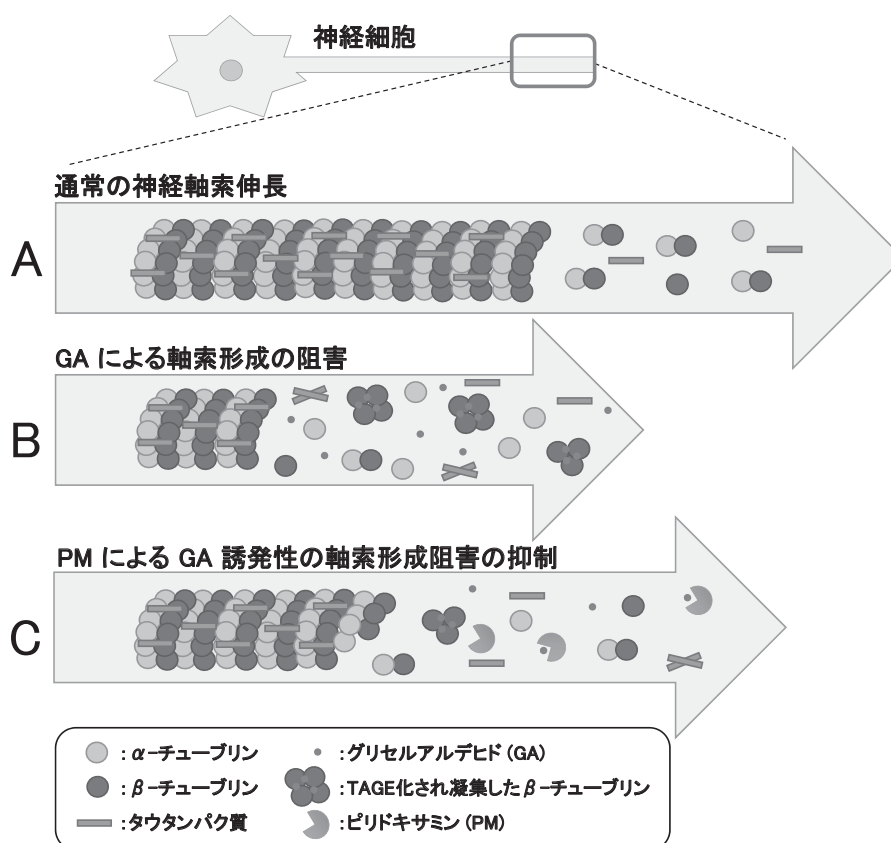 神経細胞
通常の神経軸索伸長
A
GA による軸索形成の阻害
B
PM による GA 誘発性の軸索形成阻害の抑制
C
：α-チューブリン
：グリセルアルデヒド (GA)
：β-チューブリン
：TAGE化され凝集したβ-チューブリン
：タウタンパク質
：ピリドキサミン (PM)